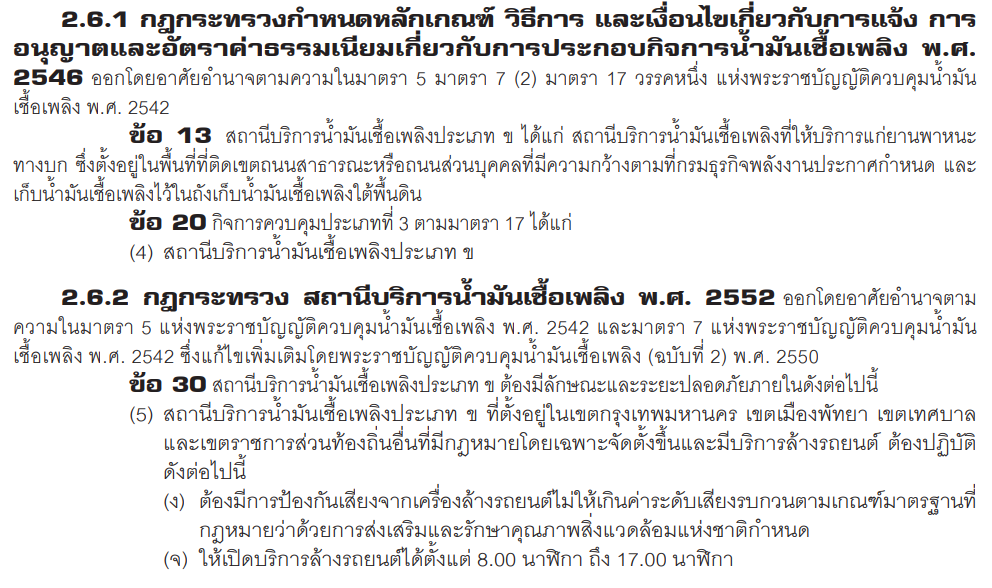 2.6.1 กฎกระทรวงกำหนดหลักเกณฑ์ วิธีการ และเงื่อนไขเกี่ยวกับการแจ้ง การ
อนุญาตและอัตราค่าธรรมเนียมเกี่ยวกับการประกอบกิจการน้ำมันเชื้อเพลิง พ.ศ.
2546 ออกโดยอาศัยอำนาจตามความในมาตรา 5 มาตรา 7 (2) มาตรา 17 วรรคหนึ่ง แห่งพระราชบัญญัติควบคุมน้ำมัน
เชื้อเพลิง พ.ศ. 2542
ข้อ 13 สถานีบริการน้ำมันเชื้อเพลิงประเภท ข ได้แก่ สถานีบริการน้ำมันเชื้อเพลิงที่ให้บริการแก่ยานพาหนะ
ทางบก ซึ่งตั้งอยู่ในพื้นที่ที่ติดเขตถนนสาธารณะหรือถนนส่วนบุคคลที่มีความกว้างตามที่กรมธุรกิจพลังงานประกาศกำหนด และ
เก็บน้ำมันเชื้อเพลิงไว้ในถังเก็บน้ำมันเชื้อเพลิงใต้พื้นดิน
ข้อ 20 กิจการควบคุมประเภทที่ 3 ตามมาตรา 17 ได้แก่
(4) สถานีบริการน้ำมันเชื้อเพลิงประเภท ข
2.6.2 กฎกระทรวง สถานีบริการน้ำมันเชื้อเพลิง พ.ศ. 2552 ออกโดยอาศัยอำนาจตาม
ความในมาตรา 5 แห่งพระราชบัญญัติควบคุมน้ำมันเชื้อเพลิง พ.ศ. 2542 และมาตรา 7 แห่งพระราชบัญญัติควบคุมน้ำมัน
เชื้อเพลิง พ.ศ. 2542 ซึ่งแก้ไขเพิ่มเติมโดยพระราชบัญญัติควบคุมน้ำมันเชื้อเพลิง (ฉบับที่ 2) พ.ศ. 2550
ข้อ 30 สถานีบริการน้ำมันเชื้อเพลิงประเภท ข ต้องมีลักษณะและระยะปลอดภัยภายในดังต่อไปนี้
(5) สถานีบริการน้ำมันเชื้อเพลิงประเภท ข ที่ตั้งอยู่ในเขตกรุงเทพมหานคร เขตเมืองพัทยา เขตเทศบาล
และเขตราชการส่วนท้องถิ่นอื่นที่มีกฎหมายโดยเฉพาะจัดตั้งขึ้นและมีบริการล้างรถยนต์ ต้องปฏิบัติ
ดังต่อไปนี้
(ง) ต้องมีการป้องกันเสียงจากเครื่องล้างรถยนต์ไม่ให้เกินค่าระดับเสียงรบกวนตามเกณฑ์มาตรฐานที่
กฎหมายว่าด้วยการส่งเสริมและรักษาคุณภาพสิ่งแวดล้อมแห่งชาติกำหนด
(จ) ให้เปิดบริการล้างรถยนต์ได้ตั้งแต่ 8.00 นาฬิกา ถึง 17.00 นาฬิกา